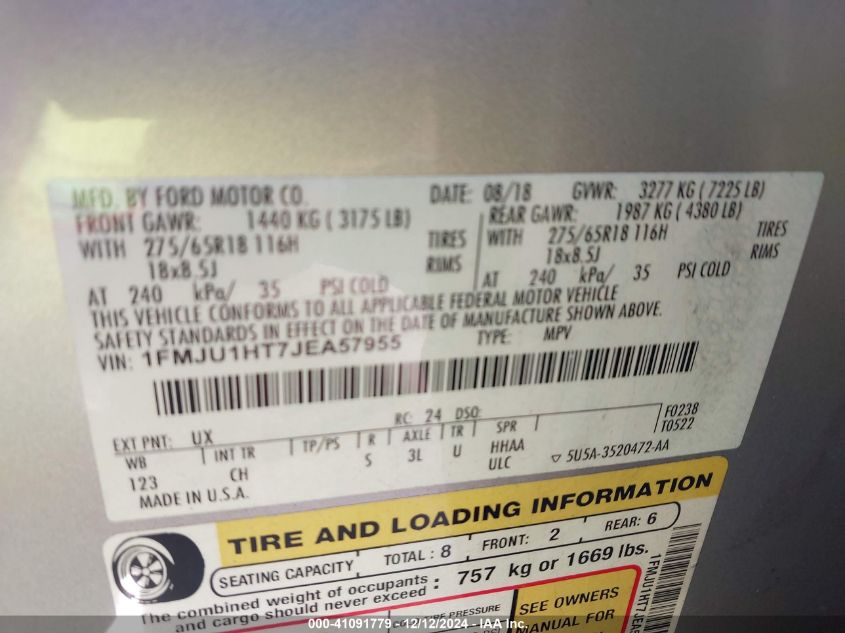 MFD. BY FORD MOTOR CO. DATE: 08/18 GVWR: 3277 KG ( 7225 LB)
FRONT GAWR: 1440 KG ( 3175 LB) REAR GAWR: 1987 KG ( 4380 LB)
WITH 275/65R18 116H TIRES WITH 275/65R18 116H TIRES
18x8.5J RIMS 18x8.5J RIMS
AT 240 kPa/ 35 PSI COLD AT 240 kPa/ 35 PSI COLD
THIS VEHICLE CONFORMS TO ALL APPLICABLE FEDERAL MOTOR VEHICLE
SAFETY STANDARDS IN EFFECT ON THE DATE OF MANUFACTURE SHOWN ABOVE.
VIN: 1FMJU1HT7JEA57955 TYPE: MPV
F0238
T0522
EXT PNT: UX RC: 24 DSO:
WB INT TR TP/PS R AXLE TR SPR
123 CH S 3L U HHAA
ULC
▽ 5U5A-3520472-AA
MADE IN U.S.A.
TIRE AND LOADING INFORMATION
SEATING CAPACITY TOTAL : 8 FRONT: 2 REAR: 6
The combined weight of occupants
and cargo should never exceed : 757 kg or 1669 lbs.
PRESSURE
SEE OWNERS
MANUAL FOR
1FMJU1HT7JEA5
000-41091779 - 12/12/2024 - IAA Inc.